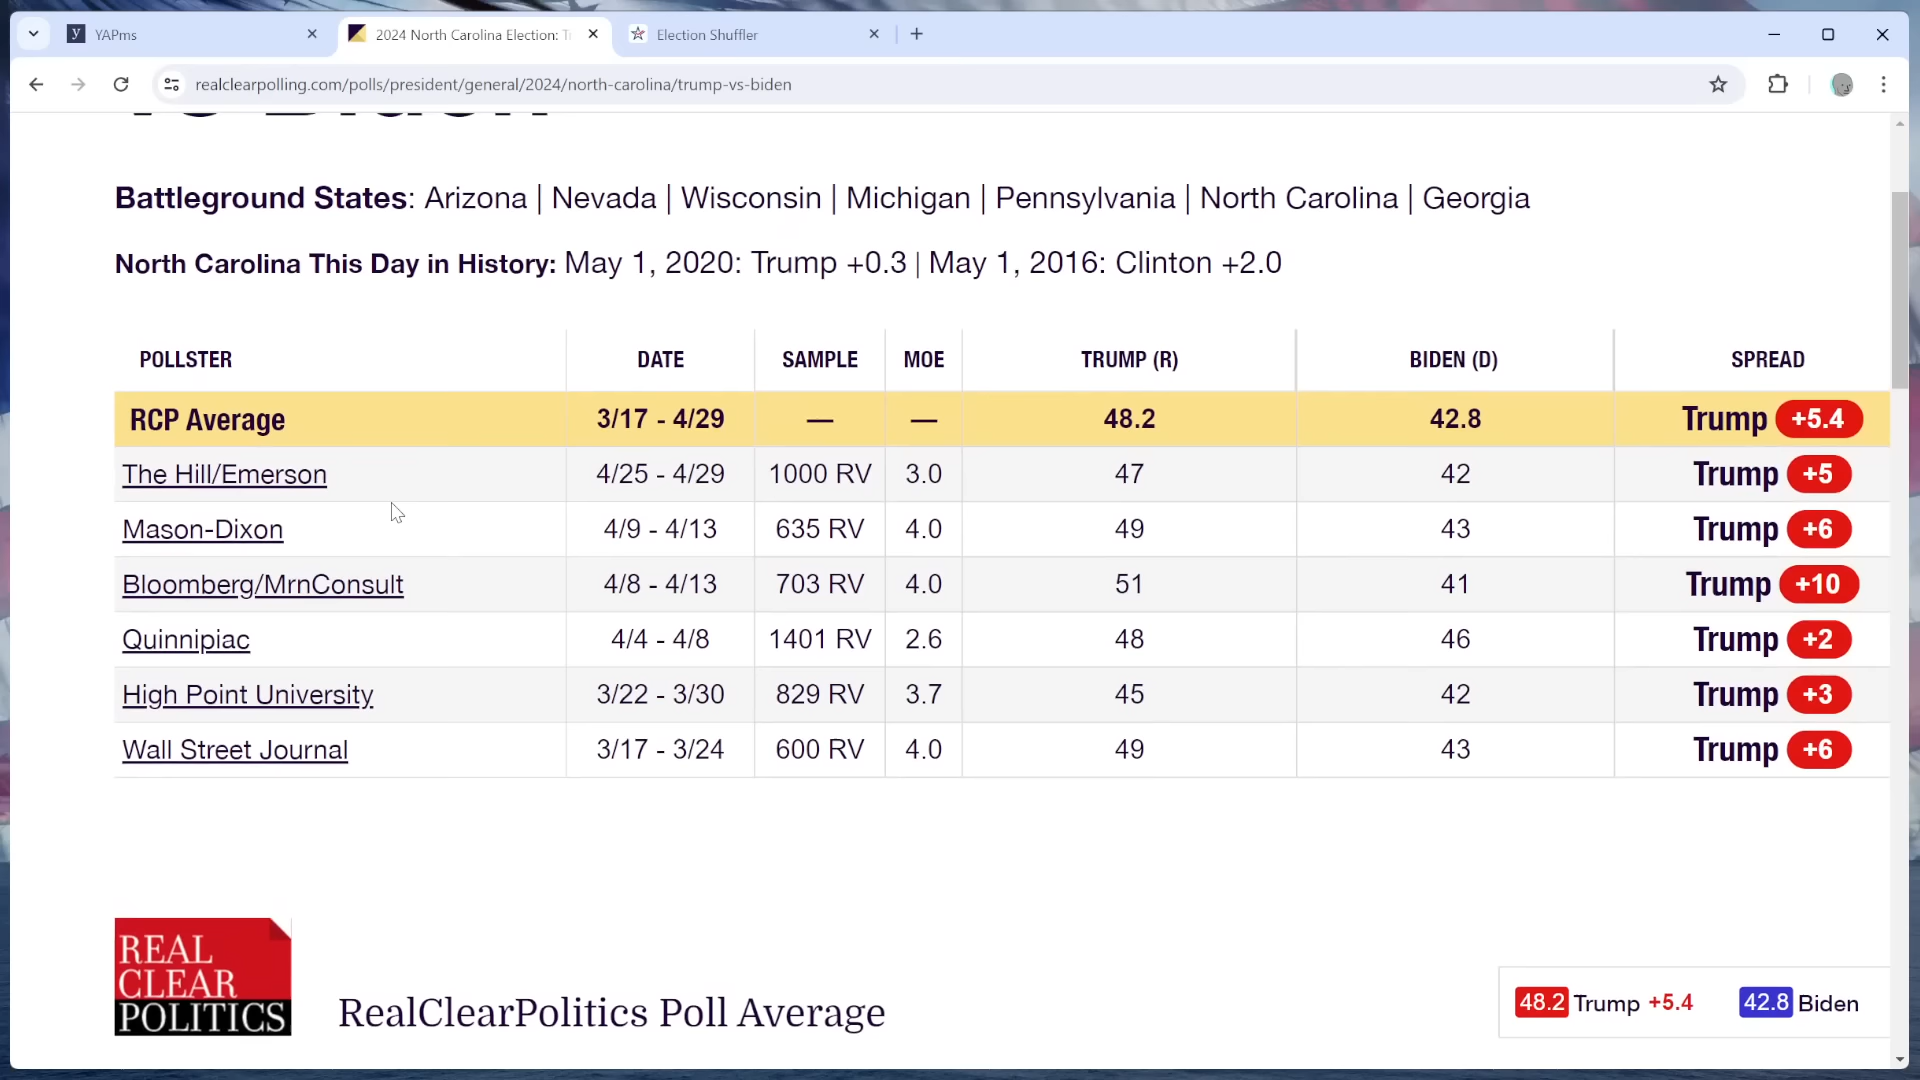 YAPms
2024 North Carolina Election: Tr
Election Shuffler
realclearpolling.com/polls/president/general/2024/north-carolina/trump-vs-biden
Battleground States: Arizona | Nevada | Wisconsin | Michigan | Pennsylvania | North Carolina | Georgia
North Carolina This Day in History: May 1, 2020: Trump +0.3 | May 1, 2016: Clinton +2.0
POLLSTER DATE SAMPLE MOE TRUMP (R) BIDEN (D) SPREAD
RCP Average 3/17 - 4/29 — — 48.2 42.8 Trump +5.4
The Hill/Emerson 4/25 - 4/29 1000 RV 3.0 47 42 Trump +5
Mason-Dixon 4/9 - 4/13 635 RV 4.0 49 43 Trump +6
Bloomberg/MrnConsult 4/8 - 4/13 703 RV 4.0 51 41 Trump +10
Quinnipiac 4/4 - 4/8 1401 RV 2.6 48 46 Trump +2
High Point University 3/22 - 3/30 829 RV 3.7 45 42 Trump +3
Wall Street Journal 3/17 - 3/24 600 RV 4.0 49 43 Trump +6
REAL
CLEAR
POLITICS
RealClearPolitics Poll Average
48.2 Trump +5.4 42.8 Biden